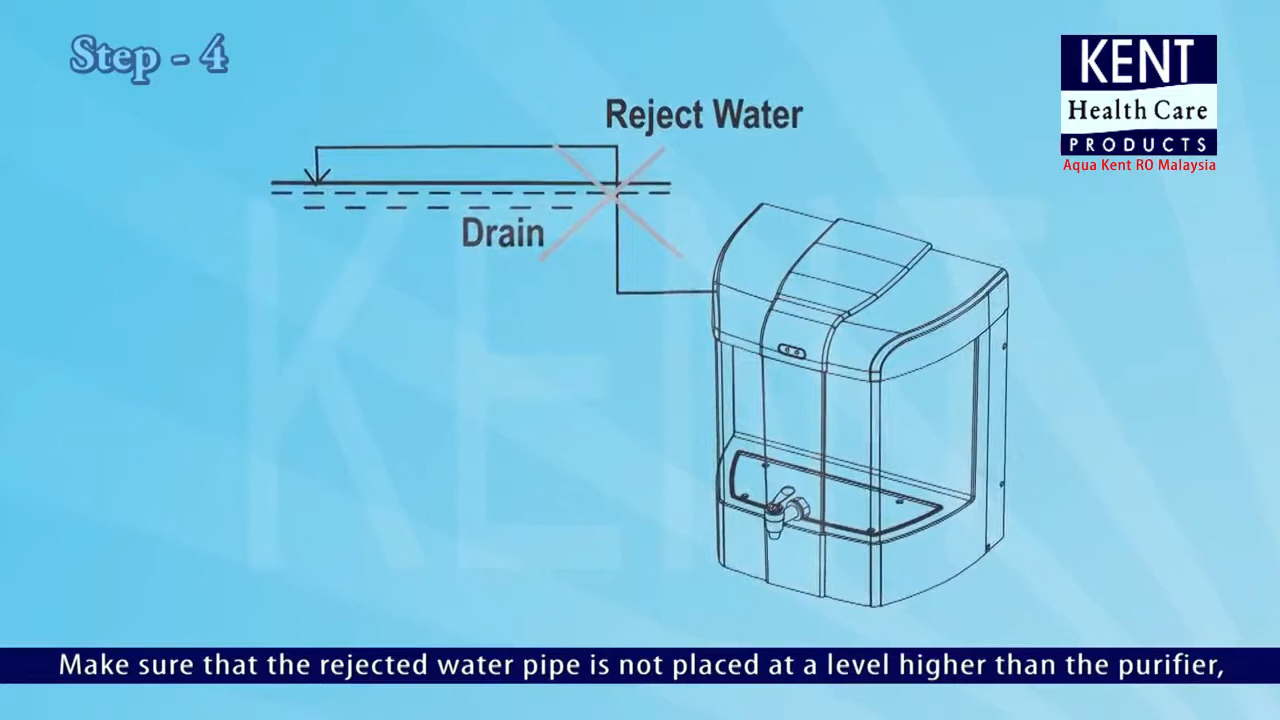 Step - 4
KENT
Health Care
PRODUCTS
Aqua Kent RO Malaysia
Reject Water
Drain
KENT
Make sure that the rejected water pipe is not placed at a level higher than the purifier,